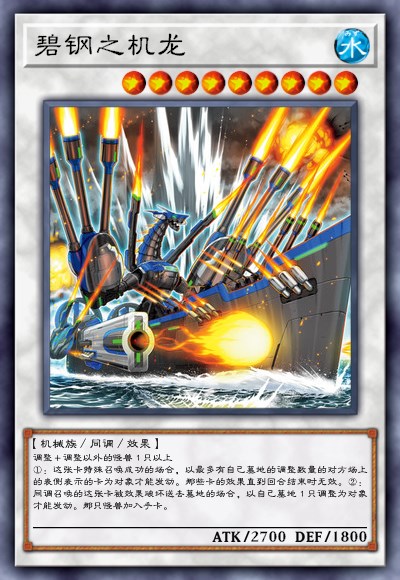 碧钢之机龙
水
【机械族／同调／效果】
调整＋调整以外的怪兽１只以上
①：这张卡特殊召唤成功的场合，以最多有自己墓地的调整数量的对方场上
的表侧表示的卡为对象才能发动。那些卡的效果直到回合结束时无效。②：
同调召唤的这张卡被效果破坏送去墓地的场合，以自己墓地１只调整为对象
才能发动。那只怪兽加入手卡。
ATK/2700 DEF/1800